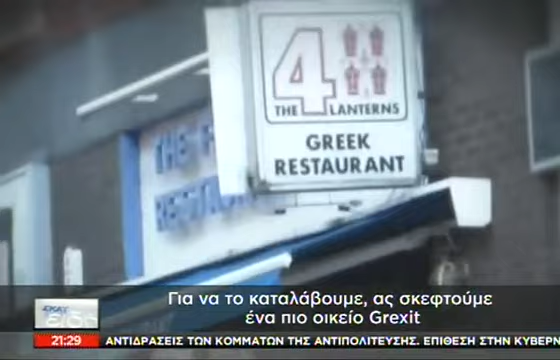 4
THE LANTERNS
GREEK
RESTAURANT
THE
Για να το καταλάβουμε, ας σκεφτούμε
ένα πιο οικείο Grexit
21:29 ΑΝΤΙΔΡΑΣΕΙΣ ΤΩΝ ΚΟΜΜΑΤΩΝ ΤΗΣ ΑΝΤΙΠΟΛΙΤΕΥΣΗΣ. ΕΠΙΘΕΣΗ ΣΤΗΝ ΚΥΒΕΡ